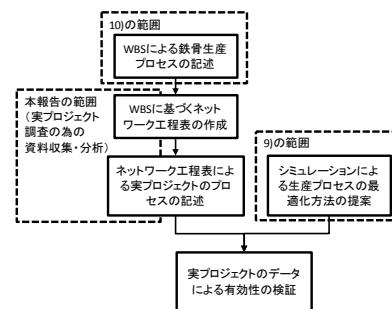 10)の範囲
WBSによる鉄骨生産
プロセスの記述
本報告の範囲
(実プロジェクト
調査の為の
資料収集・分析)
WBSに基づくネット
ワーク工程表の作成
ネットワーク工程表によ
る実プロジェクトのプロ
セスの記述
9)の範囲
シミュレーションによ
る生産プロセスの最
適化方法の提案
実プロジェクトのデータ
による有効性の検証